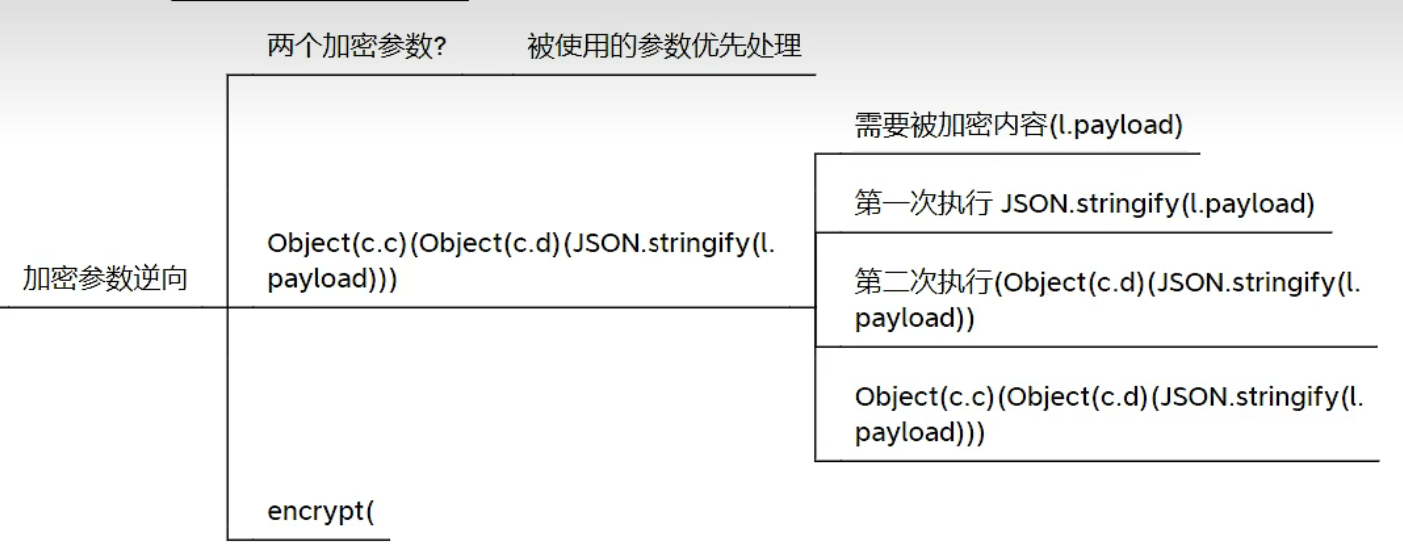 两个加密参数?
被使用的参数优先处理
需要被加密内容(l.payload)
第一次执行 JSON.stringify(l.payload)
Object(c.c)(Object(c.d)(JSON.stringify(l.
payload)))
加密参数逆向
第二次执行(Object(c.d)(JSON.stringify(l.
payload))
Object(c.c)(Object(c.d)(JSON.stringify(l.
payload)))
encrypt(